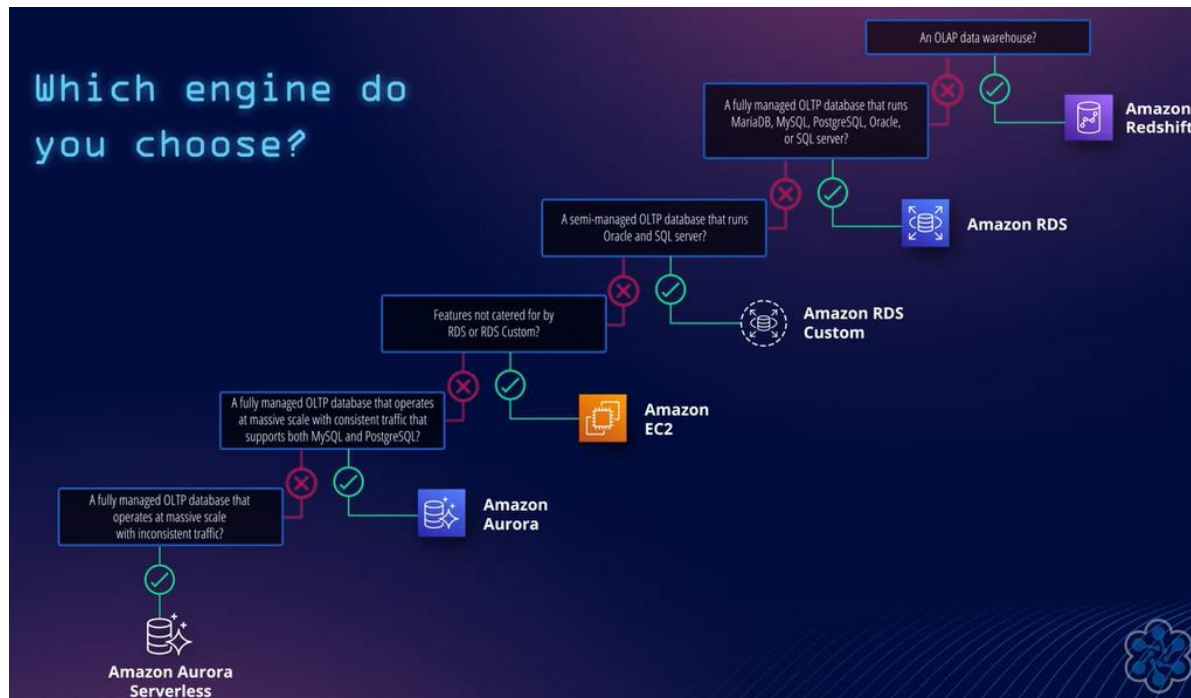 Which engine do
you choose?
An OLAP data warehouse?
Amazon
Redshift
A fully managed OLTP database that runs
MariaDB, MySQL, PostgreSQL, Oracle,
or SQL server?
Amazon RDS
A semi-managed OLTP database that runs
Oracle and SQL server?
Amazon RDS
Custom
Features not catered for by
RDS or RDS Custom?
Amazon
EC2
A fully managed OLTP database that operates
at massive scale with consistent traffic that
supports both MySQL and PostgreSQL?
Amazon
Aurora
A fully managed OLTP database that
operates at massive scale
with inconsistent traffic?
Amazon Aurora
Serverless